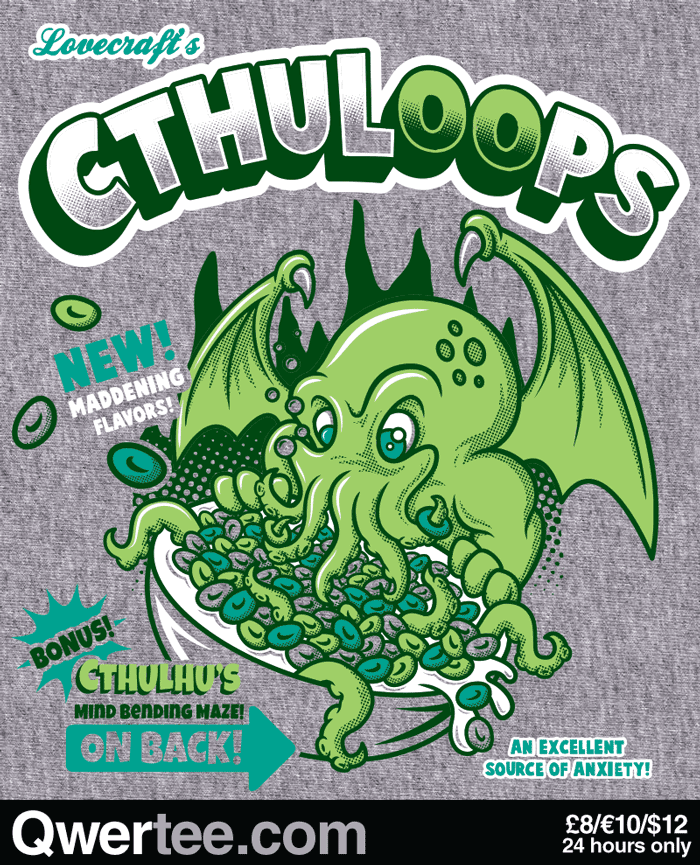 Lovecraft's
CTHULOOPS
NEW!
MADDENING
FLAVORS!
BONUS!
CTHULHU'S
MIND BENDING MAZE!
ON BACK!
AN EXCELLENT
SOURCE OF ANXIETY!
Qwertee.com
£8/€10/$12
24 hours only